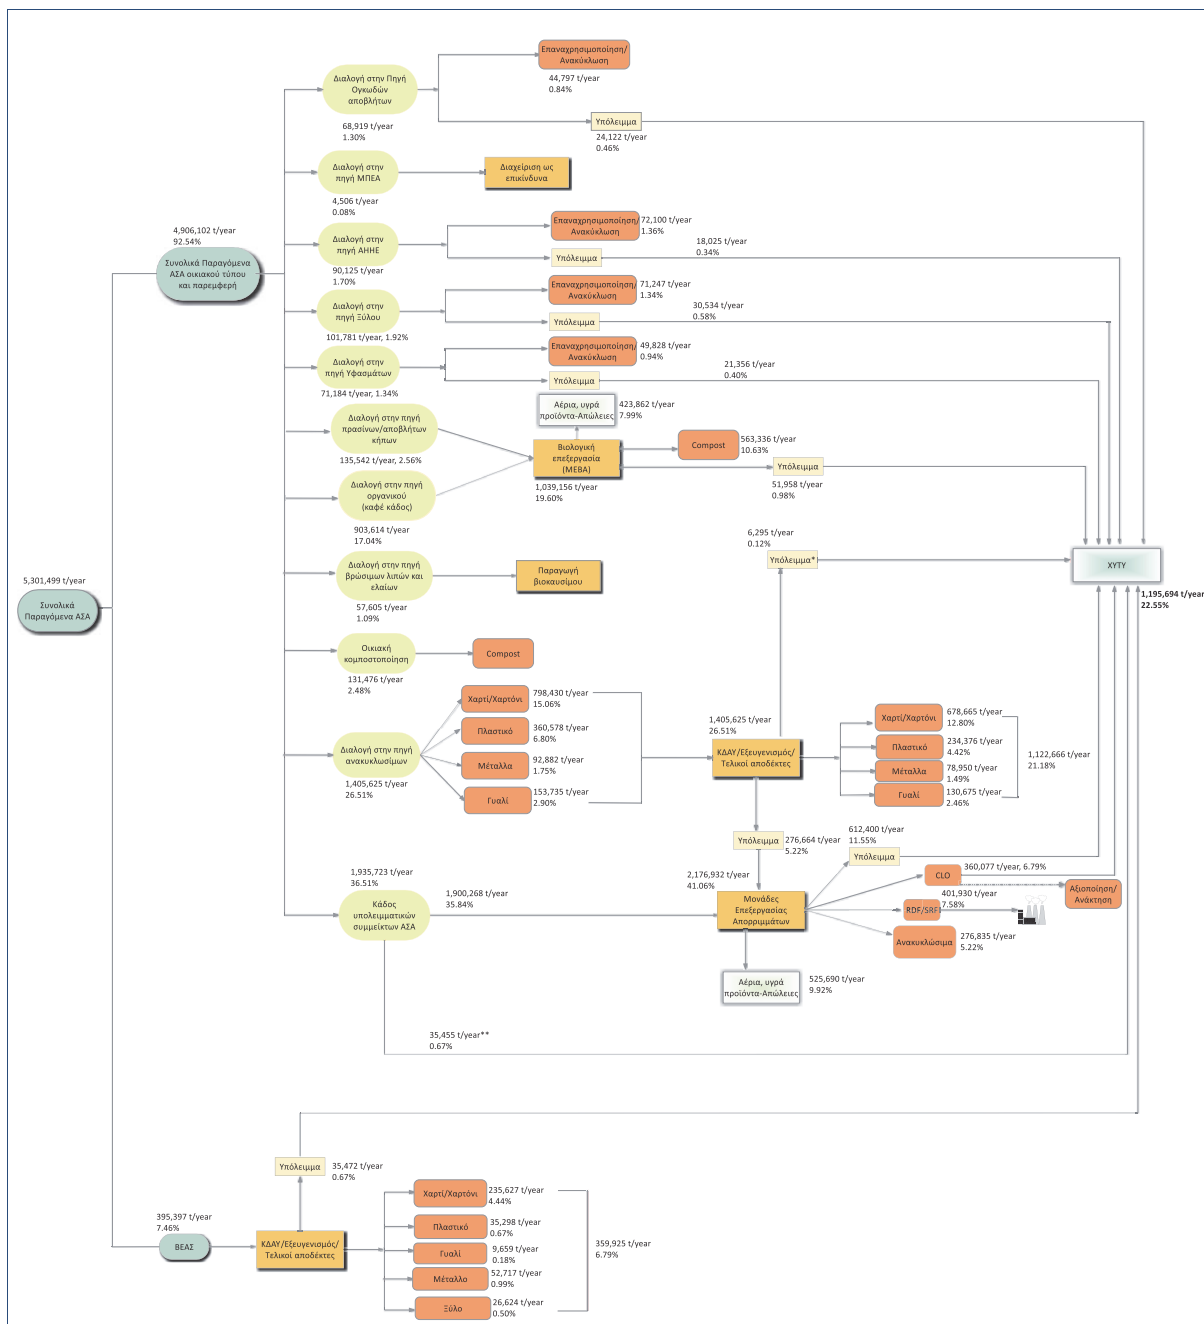 Επαναχρησιμοποίηση/
Ανακύκλωση
44,797 t/year
0.84%
Διαλογή στην Πηγή
Ογκωδών
αποβλήτων
68,919 t/year
1.30%
Υπόλειμμα
24,122 t/year
0.46%
Διαλογή στην
πηγή ΜΠΕΑ
4,506 t/year
0.08%
Διαχείριση ως
επικίνδυνα
4,906,102 t/year
92.54%
Συνολικά Παραγόμενα
ΑΣΑ οικιακού τύπου
και παρεμφερή
Διαλογή στην
πηγή ΑΗΗΕ
90,125 t/year
1.70%
Επαναχρησιμοποίηση/
Ανακύκλωση
72,100 t/year
1.36%
Υπόλειμμα
18,025 t/year
0.34%
Διαλογή στην
πηγή Ξύλου
101,781 t/year, 1.92%
Επαναχρησιμοποίηση/
Ανακύκλωση
71,247 t/year
1.34%
Υπόλειμμα
30,534 t/year
0.58%
Διαλογή στην
πηγή Υφασμάτων
71,184 t/year, 1.34%
Επαναχρησιμοποίηση/
Ανακύκλωση
49,828 t/year
0.94%
Υπόλειμμα
21,356 t/year
0.40%
Διαλογή στην πηγή
πρασίνων/αποβλήτων
κήπων
135,542 t/year, 2.56%
Αέρια, υγρά
προϊόντα-Απώλειες
423,862 t/year
7.99%
Βιολογική
επεξεργασία
(ΜΕΒΑ)
1,039,156 t/year
19.60%
Compost
563,336 t/year
10.63%
Υπόλειμμα
51,958 t/year
0.98%
Διαλογή στην πηγή
οργανικού
(καφέ κάδος)
903,614 t/year
17.04%
6,295 t/year
0.12%
Υπόλειμμα*
ΧΥΤΥ
1,195,694 t/year
22.55%
Διαλογή στην πηγή
βρώσιμων λιπών και
ελαίων
57,605 t/year
1.09%
Παραγωγή
βιοκαυσίμου
5,301,499 t/year
Συνολικά
Παραγόμενα ΑΣΑ
Οικιακή
κομποστοποίηση
131,476 t/year
2.48%
Compost
Διαλογή στην πηγή
ανακυκλωσίμων
1,405,625 t/year
26.51%
Χαρτί/Χαρτόνι
798,430 t/year
15.06%
Πλαστικό
360,578 t/year
6.80%
Μέταλλα
92,882 t/year
1.75%
Γυαλί
153,735 t/year
2.90%
1,405,625 t/year
26.51%
ΚΔΑΥ/Εξευγενισμός/
Τελικοί αποδέκτες
Χαρτί/Χαρτόνι
678,665 t/year
12.80%
Πλαστικό
234,376 t/year
4.42%
Μέταλλα
78,950 t/year
1.49%
Γυαλί
130,675 t/year
2.46%
1,122,666 t/year
21.18%
Υπόλειμμα
276,664 t/year
5.22%
612,400 t/year
11.55%
Υπόλειμμα
1,935,723 t/year
36.51%
Κάδος
υπολειμματικών
συμμείκτων ΑΣΑ
1,900,268 t/year
35.84%
2,176,932 t/year
41.06%
Μονάδες
Επεξεργασίας
Απορριμμάτων
CLO
360,077 t/year, 6.79%
Αξιοποίηση/
Ανάκτηση
RDF/SRF1
401,930 t/year
7.58%
Ανακυκλώσιμα
276,835 t/year
5.22%
Αέρια, υγρά
προϊόντα-Απώλειες
525,690 t/year
9.92%
35,455 t/year**
0.67%
Υπόλειμμα
35,472 t/year
0.67%
395,397 t/year
7.46%
ΒΕΑΣ
ΚΔΑΥ/Εξευγενισμός/
Τελικοί αποδέκτες
Χαρτί/Χαρτόνι
235,627 t/year
4.44%
Πλαστικό
35,298 t/year
0.67%
Γυαλί
9,659 t/year
0.18%
Μέταλλο
52,717 t/year
0.99%
Ξύλο
26,624 t/year
0.50%
359,925 t/year
6.79%